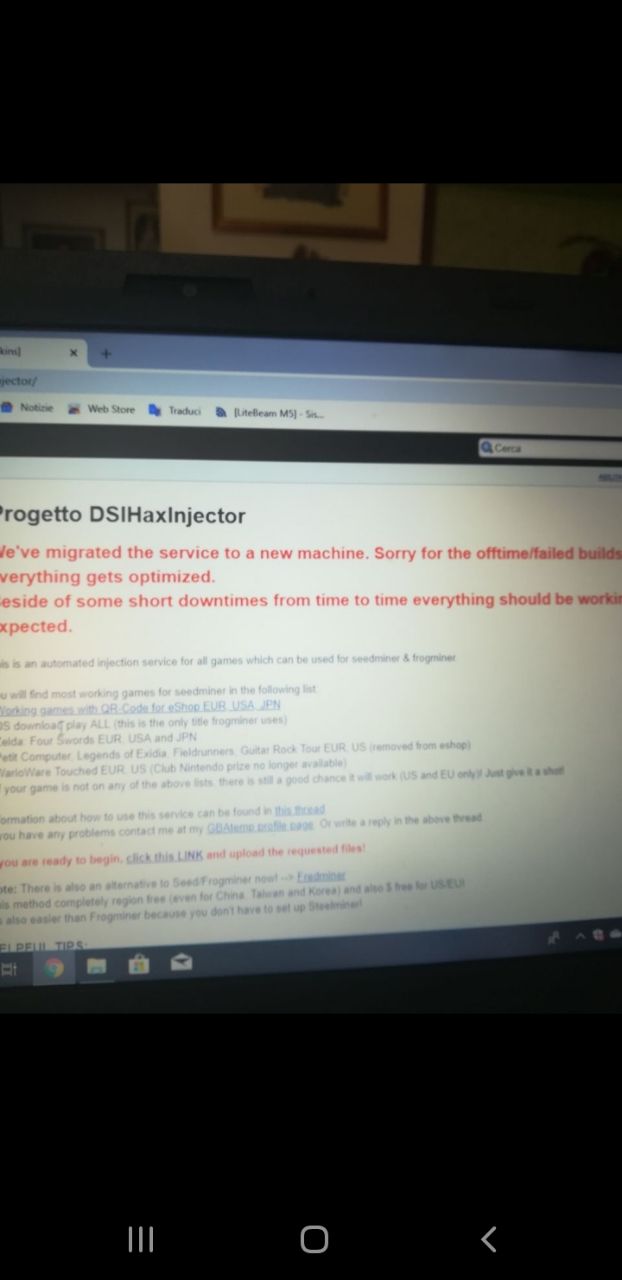 kins]
jector/
Notizie Web Store Traduci [LiteBeam M5] - Sis...
Cerca
Progetto DSIHaxInjector
We've migrated the service to a new machine. Sorry for the offtime/failed builds
verything gets optimized.
eside of some short downtimes from time to time everything should be workin
xpected.
is is an automated injection service for all games which can be used for seedminer & frogminer.
u will find most working games for seedminer in the following list.
Working games with QR-Code for eShop EUR, USA, JPN
DS download play ALL (this is the only title frogminer uses)
Zelda: Four Swords EUR, USA and JPN
Petit Computer, Legends of Exidia, Fieldrunners, Guitar Rock Tour EUR, US (removed from eshop)
WarioWare Touched EUR, US (Club Nintendo prize no longer available)
f your game is not on any of the above lists, there is still a good chance it will work (US and EU only)! Just give it a shot!
formation about how to use this service can be found in this thread
you have any problems contact me at my GBAtemp profile page. Or write a reply in the above thread.
you are ready to begin, click this LINK and upload the requested files!
ote: There is also an alternative to Seed/Frogminer now! --> Fredminer
his method completely region free (even for China, Taiwan and Korea) and also $ free for US/EU!
s also easier than Frogminer because you don't have to set up Steelminer!
ELPFUL TIPS: